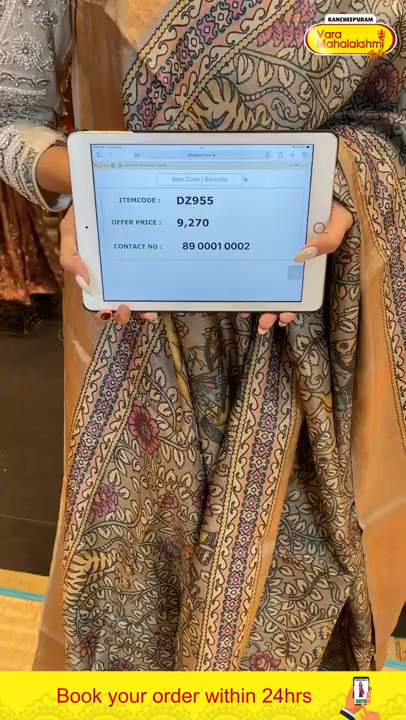 KANCHEEPURAM
Vara
Mahalakshmi
Item Code / Barcode
ITEMCODE : DZ955
OFFER PRICE : 9,270
CONTACT NO : 89 0001 0002
Book your order within 24hrs